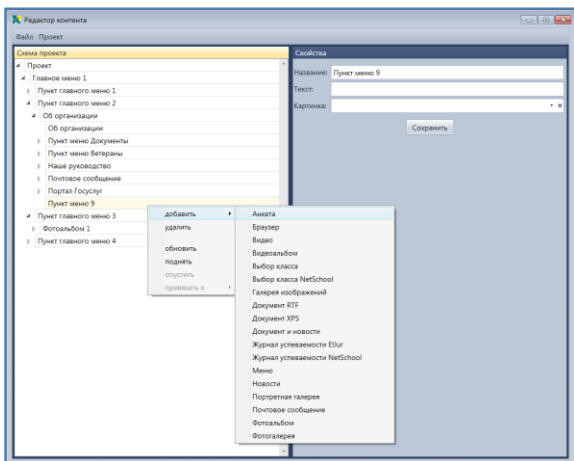 Редактор контента
Файл Проект
Схема проекта
Проект
Главное меню 1
Пункт главного меню 1
Пункт главного меню 2
Об организации
Об организации
Пункт меню Документы
Пункт меню Ветераны
Наше руководство
Почтовое сообщение
Портал Госуслуг
Пункт меню 9
Пункт главного меню 3
Фотоальбом 1
Пункт главного меню 4
добавить
удалить
обновить
поднять
опустить
привязать к
Анкета
Браузер
Видео
Видеоальбом
Выбор класса
Выбор класса NetSchool
Галерея изображений
Документ RTF
Документ XPS
Документ и новости
Журнал успеваемости ElJur
Журнал успеваемости NetSchool
Меню
Новости
Портретная галерея
Почтовое сообщение
Фотоальбом
Фотогалерея
Свойства
Название: Пункт меню 9
Текст:
Картинка:
Сохранить